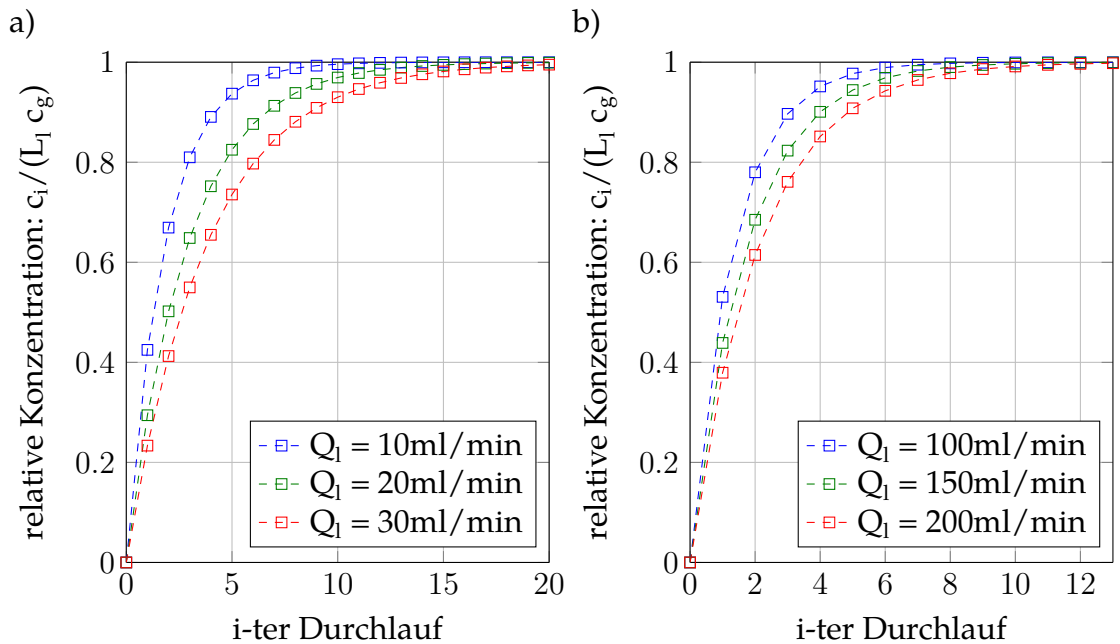 a)
relative Konzentration: c_i/(L_l c_g)
1
0.8
0.6
0.4
0.2
0
0 5 10 15 20
i-ter Durchlauf
Q_l = 10ml/min
Q_l = 20ml/min
Q_l = 30ml/min
b)
relative Konzentration: c_i/(L_l c_g)
1
0.8
0.6
0.4
0.2
0
0 2 4 6 8 10 12
i-ter Durchlauf
Q_l = 100ml/min
Q_l = 150ml/min
Q_l = 200ml/min